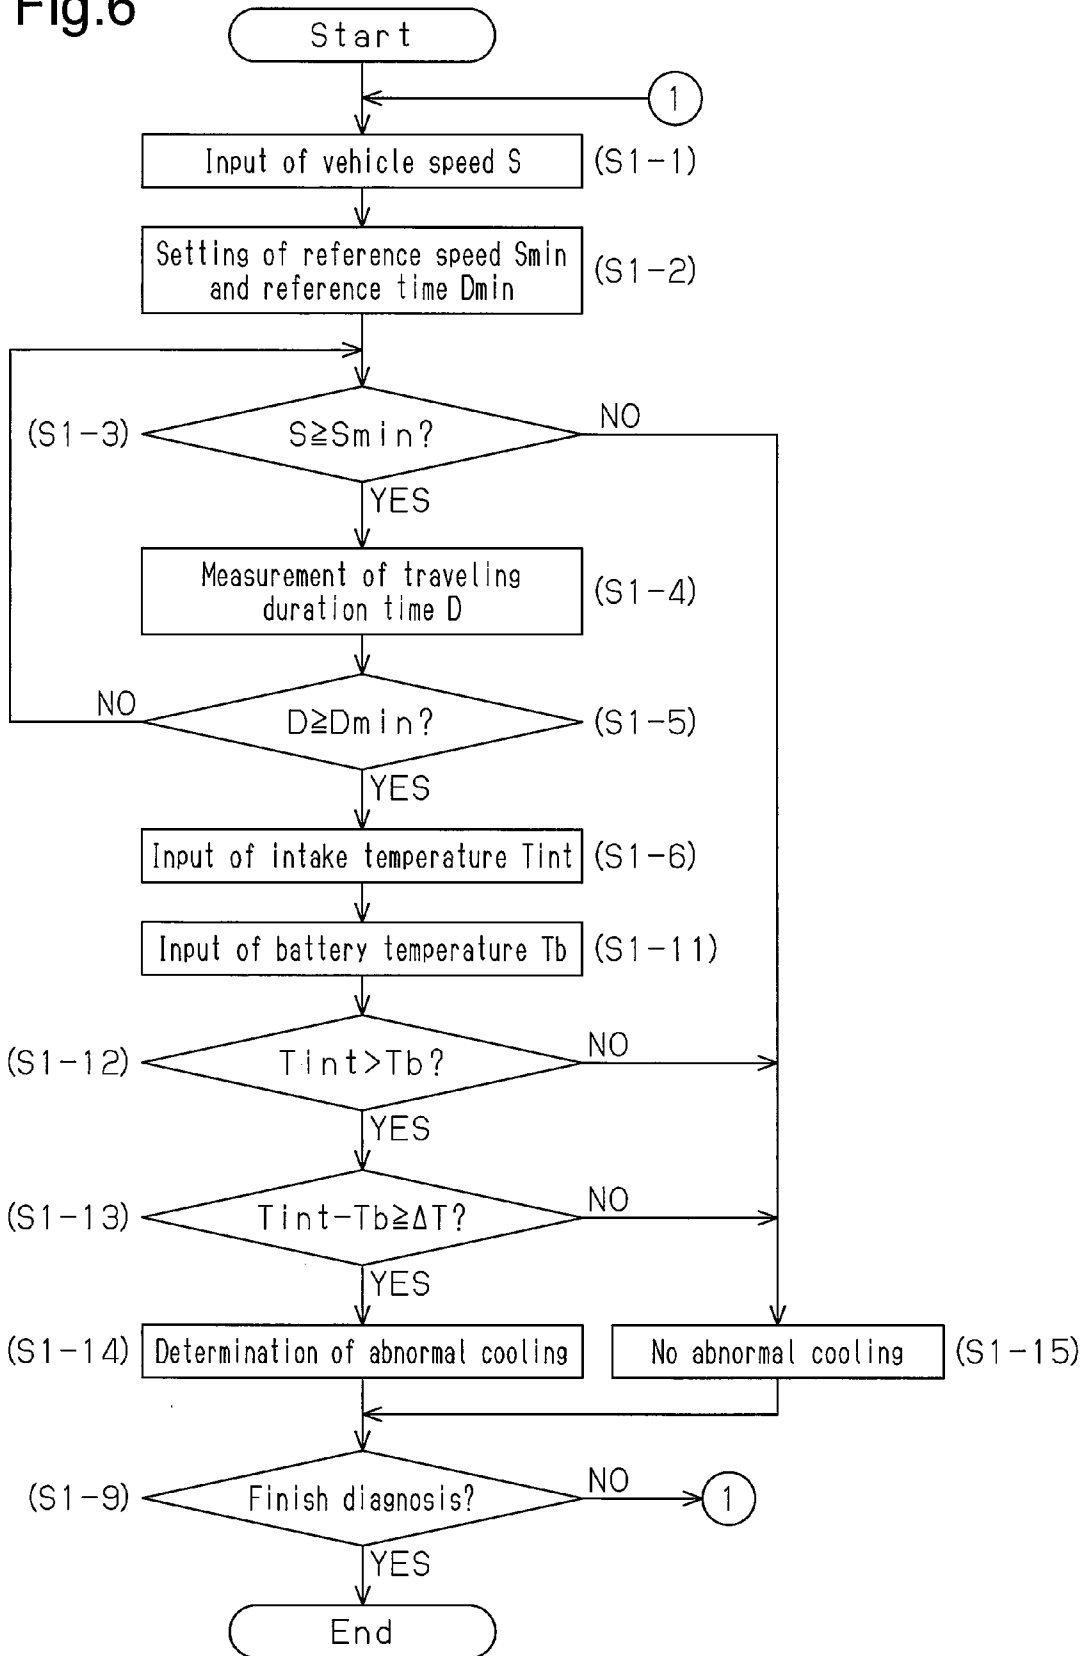 Fig.6
Start
1
Input of vehicle speed S
(S1-1)
Setting of reference speed Smin
and reference time Dmin
(S1-2)
(S1-3)
S≧Smin?
NO
YES
Measurement of traveling
duration time D
(S1-4)
NO
D≧Dmin?
(S1-5)
YES
Input of intake temperature Tint
(S1-6)
Input of battery temperature Tb
(S1-11)
(S1-12)
Tint>Tb?
NO
YES
(S1-13)
Tint-Tb≧ΔT?
NO
YES
(S1-14)
Determination of abnormal cooling
No abnormal cooling
(S1-15)
(S1-9)
Finish diagnosis?
NO
1
YES
End